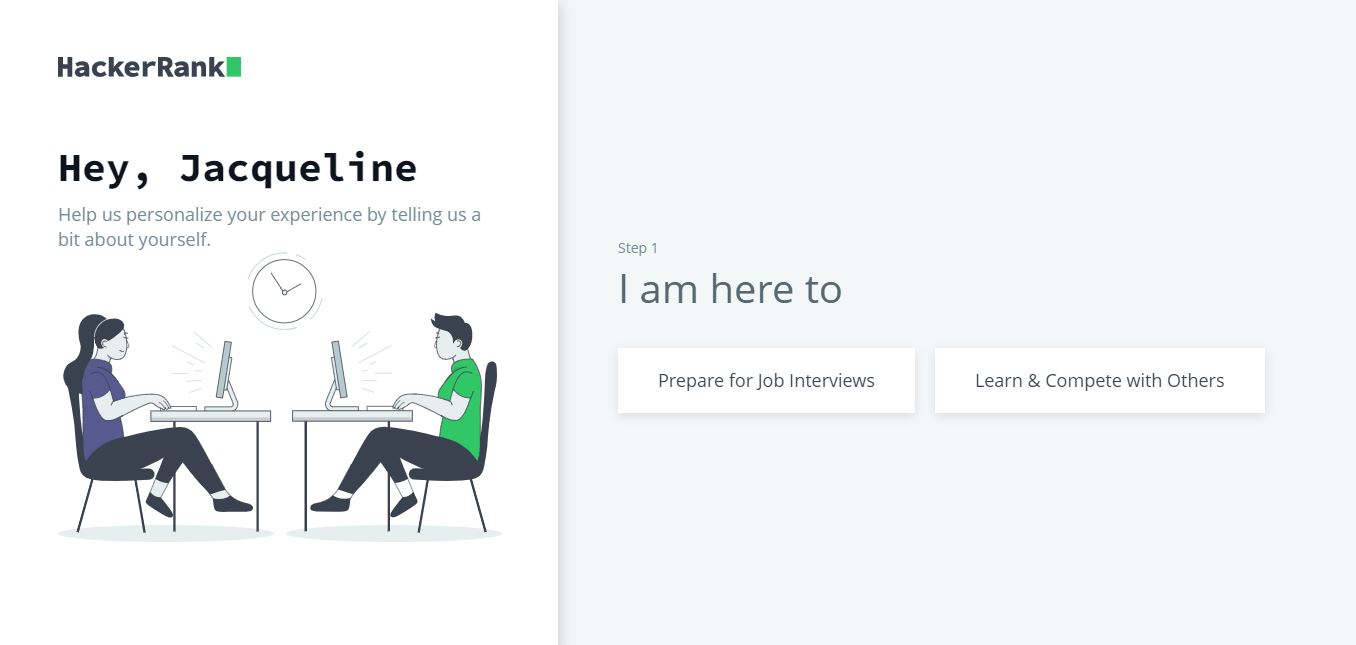 HackerRank
Hey, Jacqueline
Help us personalize your experience by telling us a
bit about yourself.
Step 1
I am here to
Prepare for Job Interviews
Learn & Compete with Others